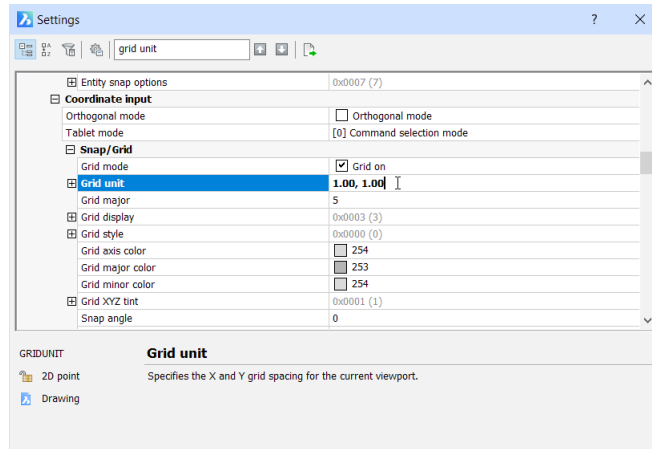 Settings ?
grid unit
Entity snap options 0x0007 (7)
Coordinate input
Orthogonal mode Orthogonal mode
Tablet mode [0] Command selection mode
Snap/Grid
Grid mode Grid on
Grid unit 1.00, 1.00
Grid major 5
Grid display 0x0003 (3)
Grid style 0x0000 (0)
Grid axis color 254
Grid major color 253
Grid minor color 254
Grid XYZ tint 0x0001 (1)
Snap angle 0
GRIDUNIT Grid unit
2D point Specifies the X and Y grid spacing for the current viewport.
Drawing